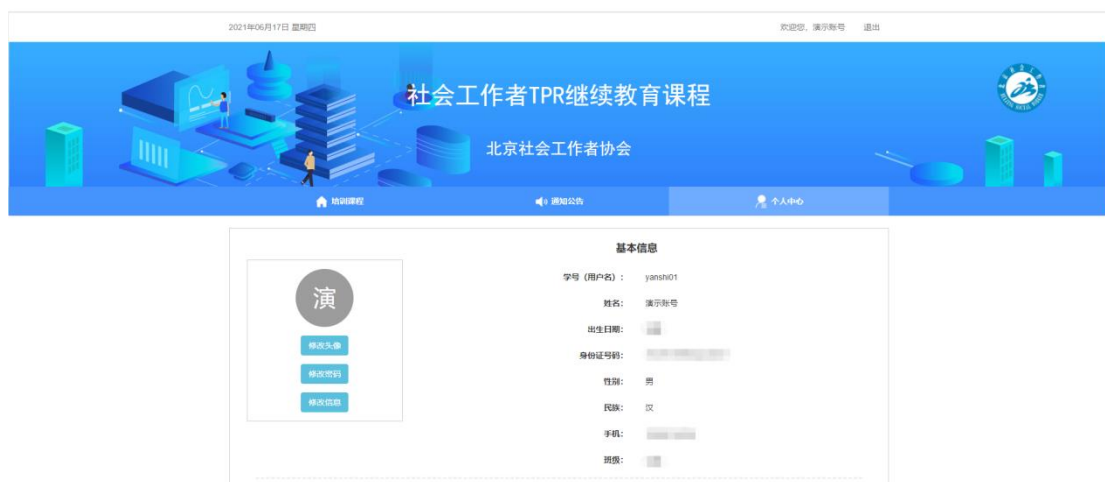 2021年06月17日 星期四
欢迎您，演示账号 退出
社会工作者TPR继续教育课程
北京社会工作者协会
培训课程 通知公告 个人中心
基本信息
演
修改头像
修改密码
修改信息
学号（用户名）： yanshi01
姓名： 演示账号
出生日期：
身份证号码：
性别： 男
民族： 汉
手机：
班级：